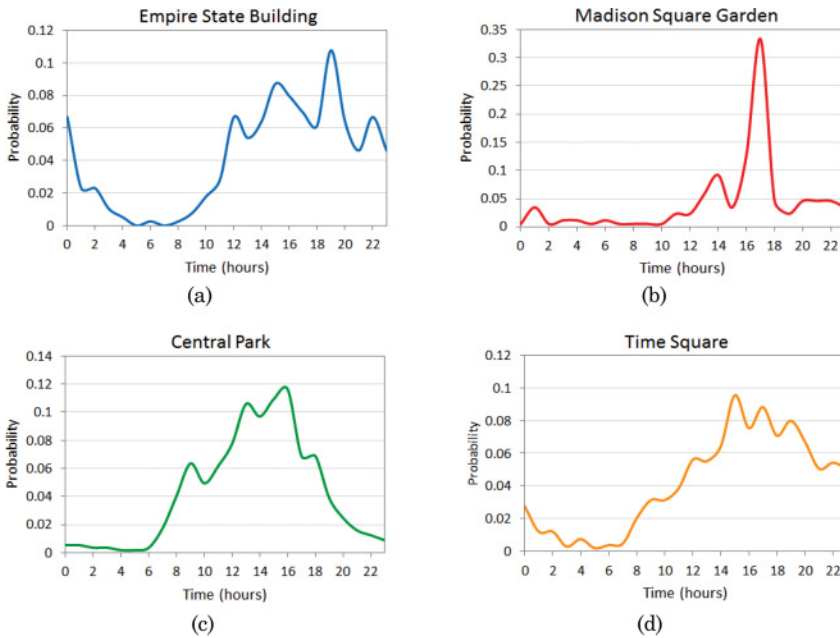 Empire State Building
0.12
0.1
0.08
0.06
0.04
0.02
0
Probability
0 2 4 6 8 10 12 14 16 18 20 22
Time (hours)
(a)
Madison Square Garden
0.35
0.3
0.25
0.2
0.15
0.1
0.05
0
Probability
0 2 4 6 8 10 12 14 16 18 20 22
Time (hours)
(b)
Central Park
0.14
0.12
0.1
0.08
0.06
0.04
0.02
0
Probability
0 2 4 6 8 10 12 14 16 18 20 22
Time (hours)
(c)
Time Square
0.12
0.1
0.08
0.06
0.04
0.02
0
Probability
0 2 4 6 8 10 12 14 16 18 20 22
Time (hours)
(d)